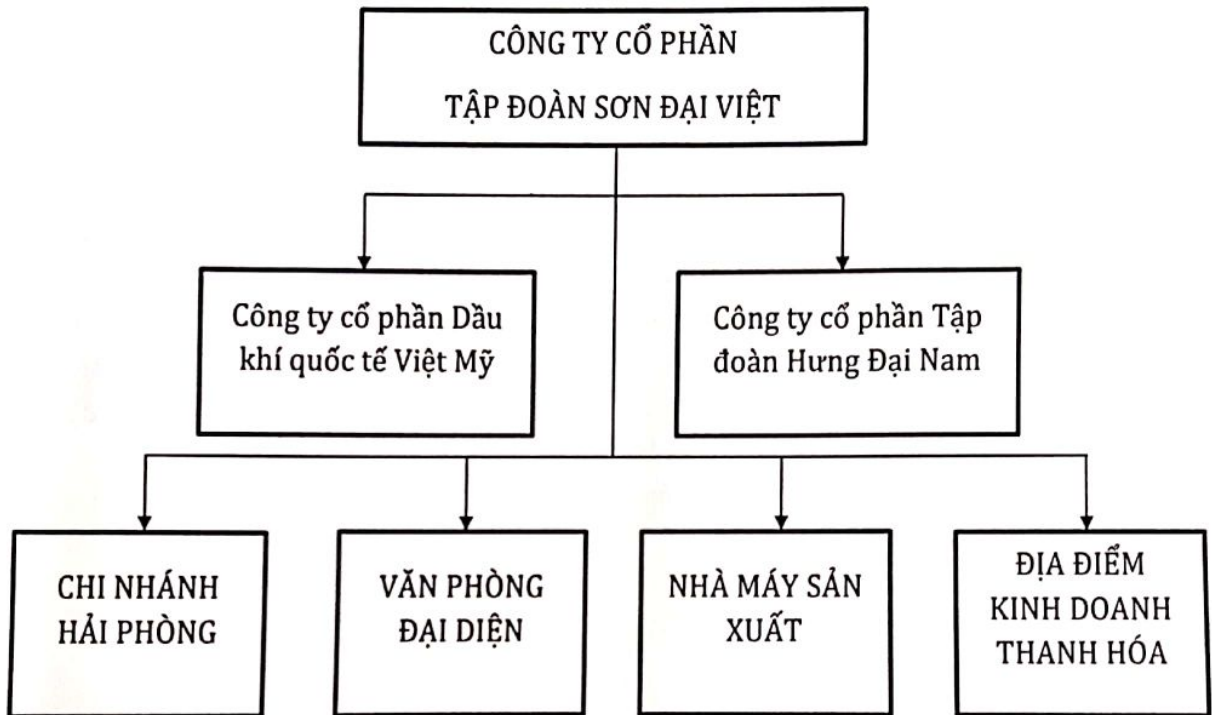 CÔNG TY CỔ PHẦN
TẬP ĐOÀN SƠN ĐẠI VIỆT
Công ty cổ phần Dầu
khí quốc tế Việt Mỹ
Công ty cổ phần Tập
đoàn Hưng Đại Nam
CHI NHÁNH
HẢI PHÒNG
VĂN PHÒNG
ĐẠI DIỆN
NHÀ MÁY SẢN
XUẤT
ĐỊA ĐIỂM
KINH DOANH
THANH HÓA